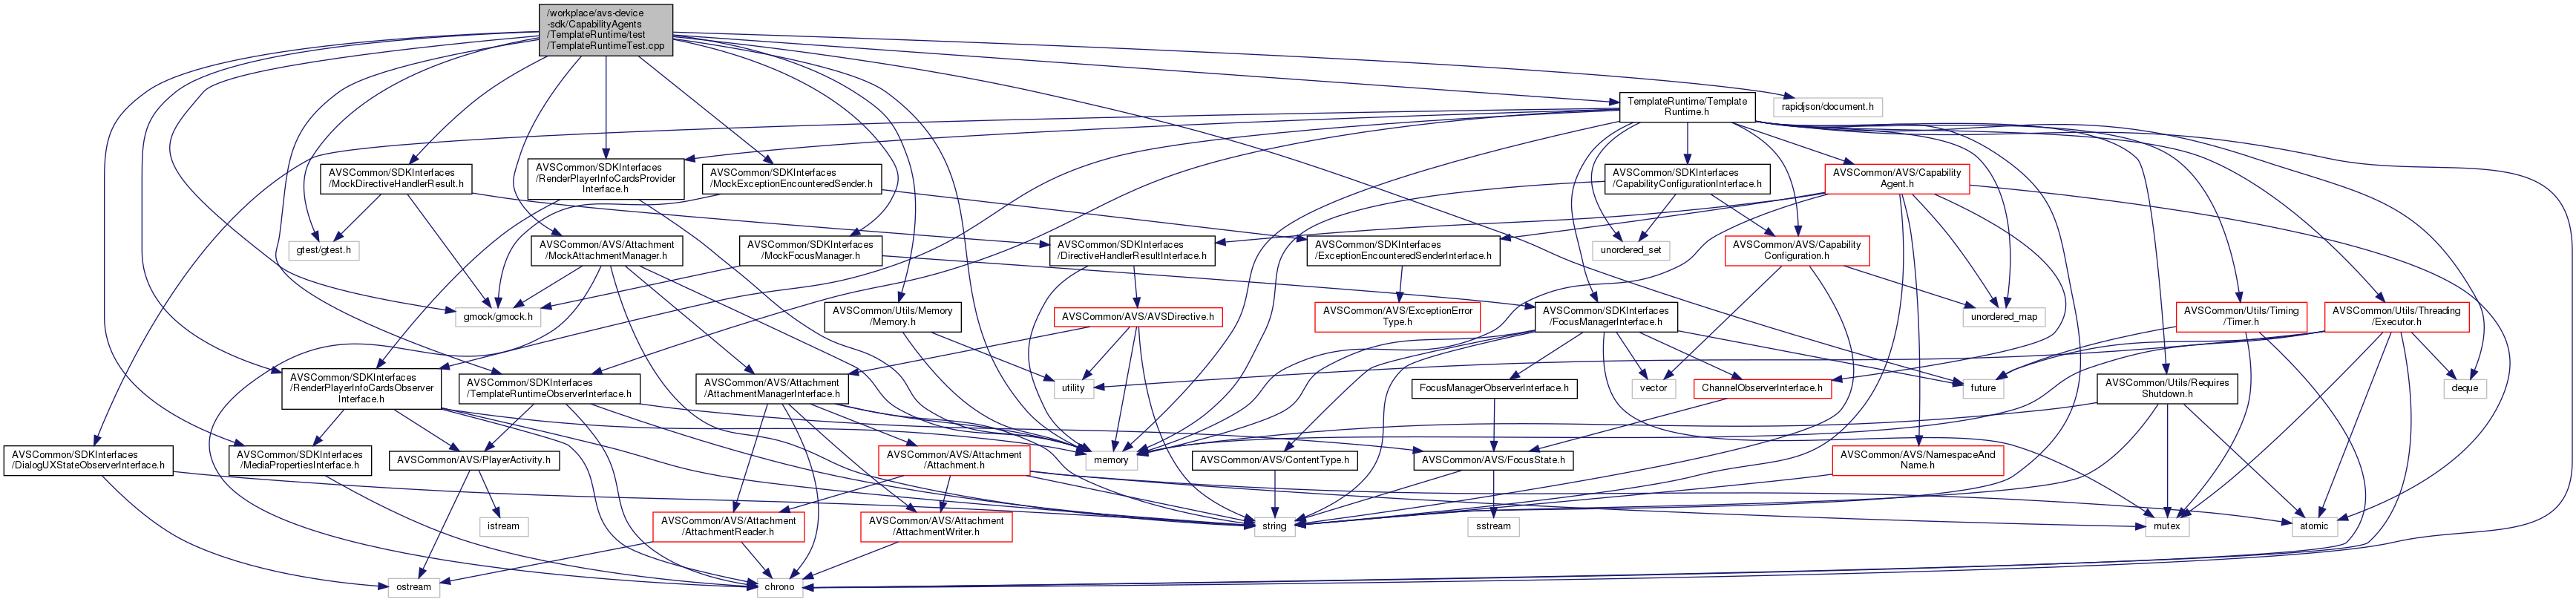 /workplace/avs-device
-sdk/CapabilityAgents
/TemplateRuntime/test
/TemplateRuntimeTest.cpp
TemplateRuntime/Template
Runtime.h
rapidjson/document.h
AVSCommon/SDKInterfaces
/MockDirectiveHandlerResult.h
AVSCommon/SDKInterfaces
/RenderPlayerInfoCardsProvider
Interface.h
AVSCommon/SDKInterfaces
/MockExceptionEncounteredSender.h
AVSCommon/SDKInterfaces
/CapabilityConfigurationInterface.h
AVSCommon/AVS/Capability
Agent.h
gtest/gtest.h
AVSCommon/AVS/Attachment
/MockAttachmentManager.h
AVSCommon/SDKInterfaces
/MockFocusManager.h
AVSCommon/SDKInterfaces
/DirectiveHandlerResultInterface.h
AVSCommon/SDKInterfaces
/ExceptionEncounteredSenderInterface.h
unordered_set
AVSCommon/AVS/Capability
Configuration.h
gmock/gmock.h
AVSCommon/Utils/Memory
/Memory.h
AVSCommon/AVS/AVSDirective.h
AVSCommon/AVS/ExceptionError
Type.h
AVSCommon/SDKInterfaces
/FocusManagerInterface.h
unordered_map
AVSCommon/Utils/Timing
/Timer.h
AVSCommon/Utils/Threading
/Executor.h
AVSCommon/SDKInterfaces
/RenderPlayerInfoCardsObserver
Interface.h
AVSCommon/SDKInterfaces
/TemplateRuntimeObserverInterface.h
AVSCommon/AVS/Attachment
/AttachmentManagerInterface.h
utility
FocusManagerObserverInterface.h
vector
ChannelObserverInterface.h
future
AVSCommon/Utils/Requires
Shutdown.h
deque
AVSCommon/SDKInterfaces
/DialogUXStateObserverInterface.h
AVSCommon/SDKInterfaces
/MediaPropertiesInterface.h
AVSCommon/AVS/PlayerActivity.h
AVSCommon/AVS/Attachment
/Attachment.h
memory
AVSCommon/AVS/ContentType.h
AVSCommon/AVS/FocusState.h
AVSCommon/AVS/NamespaceAnd
Name.h
istream
AVSCommon/AVS/Attachment
/AttachmentReader.h
AVSCommon/AVS/Attachment
/AttachmentWriter.h
string
sstream
mutex
atomic
ostream
chrono